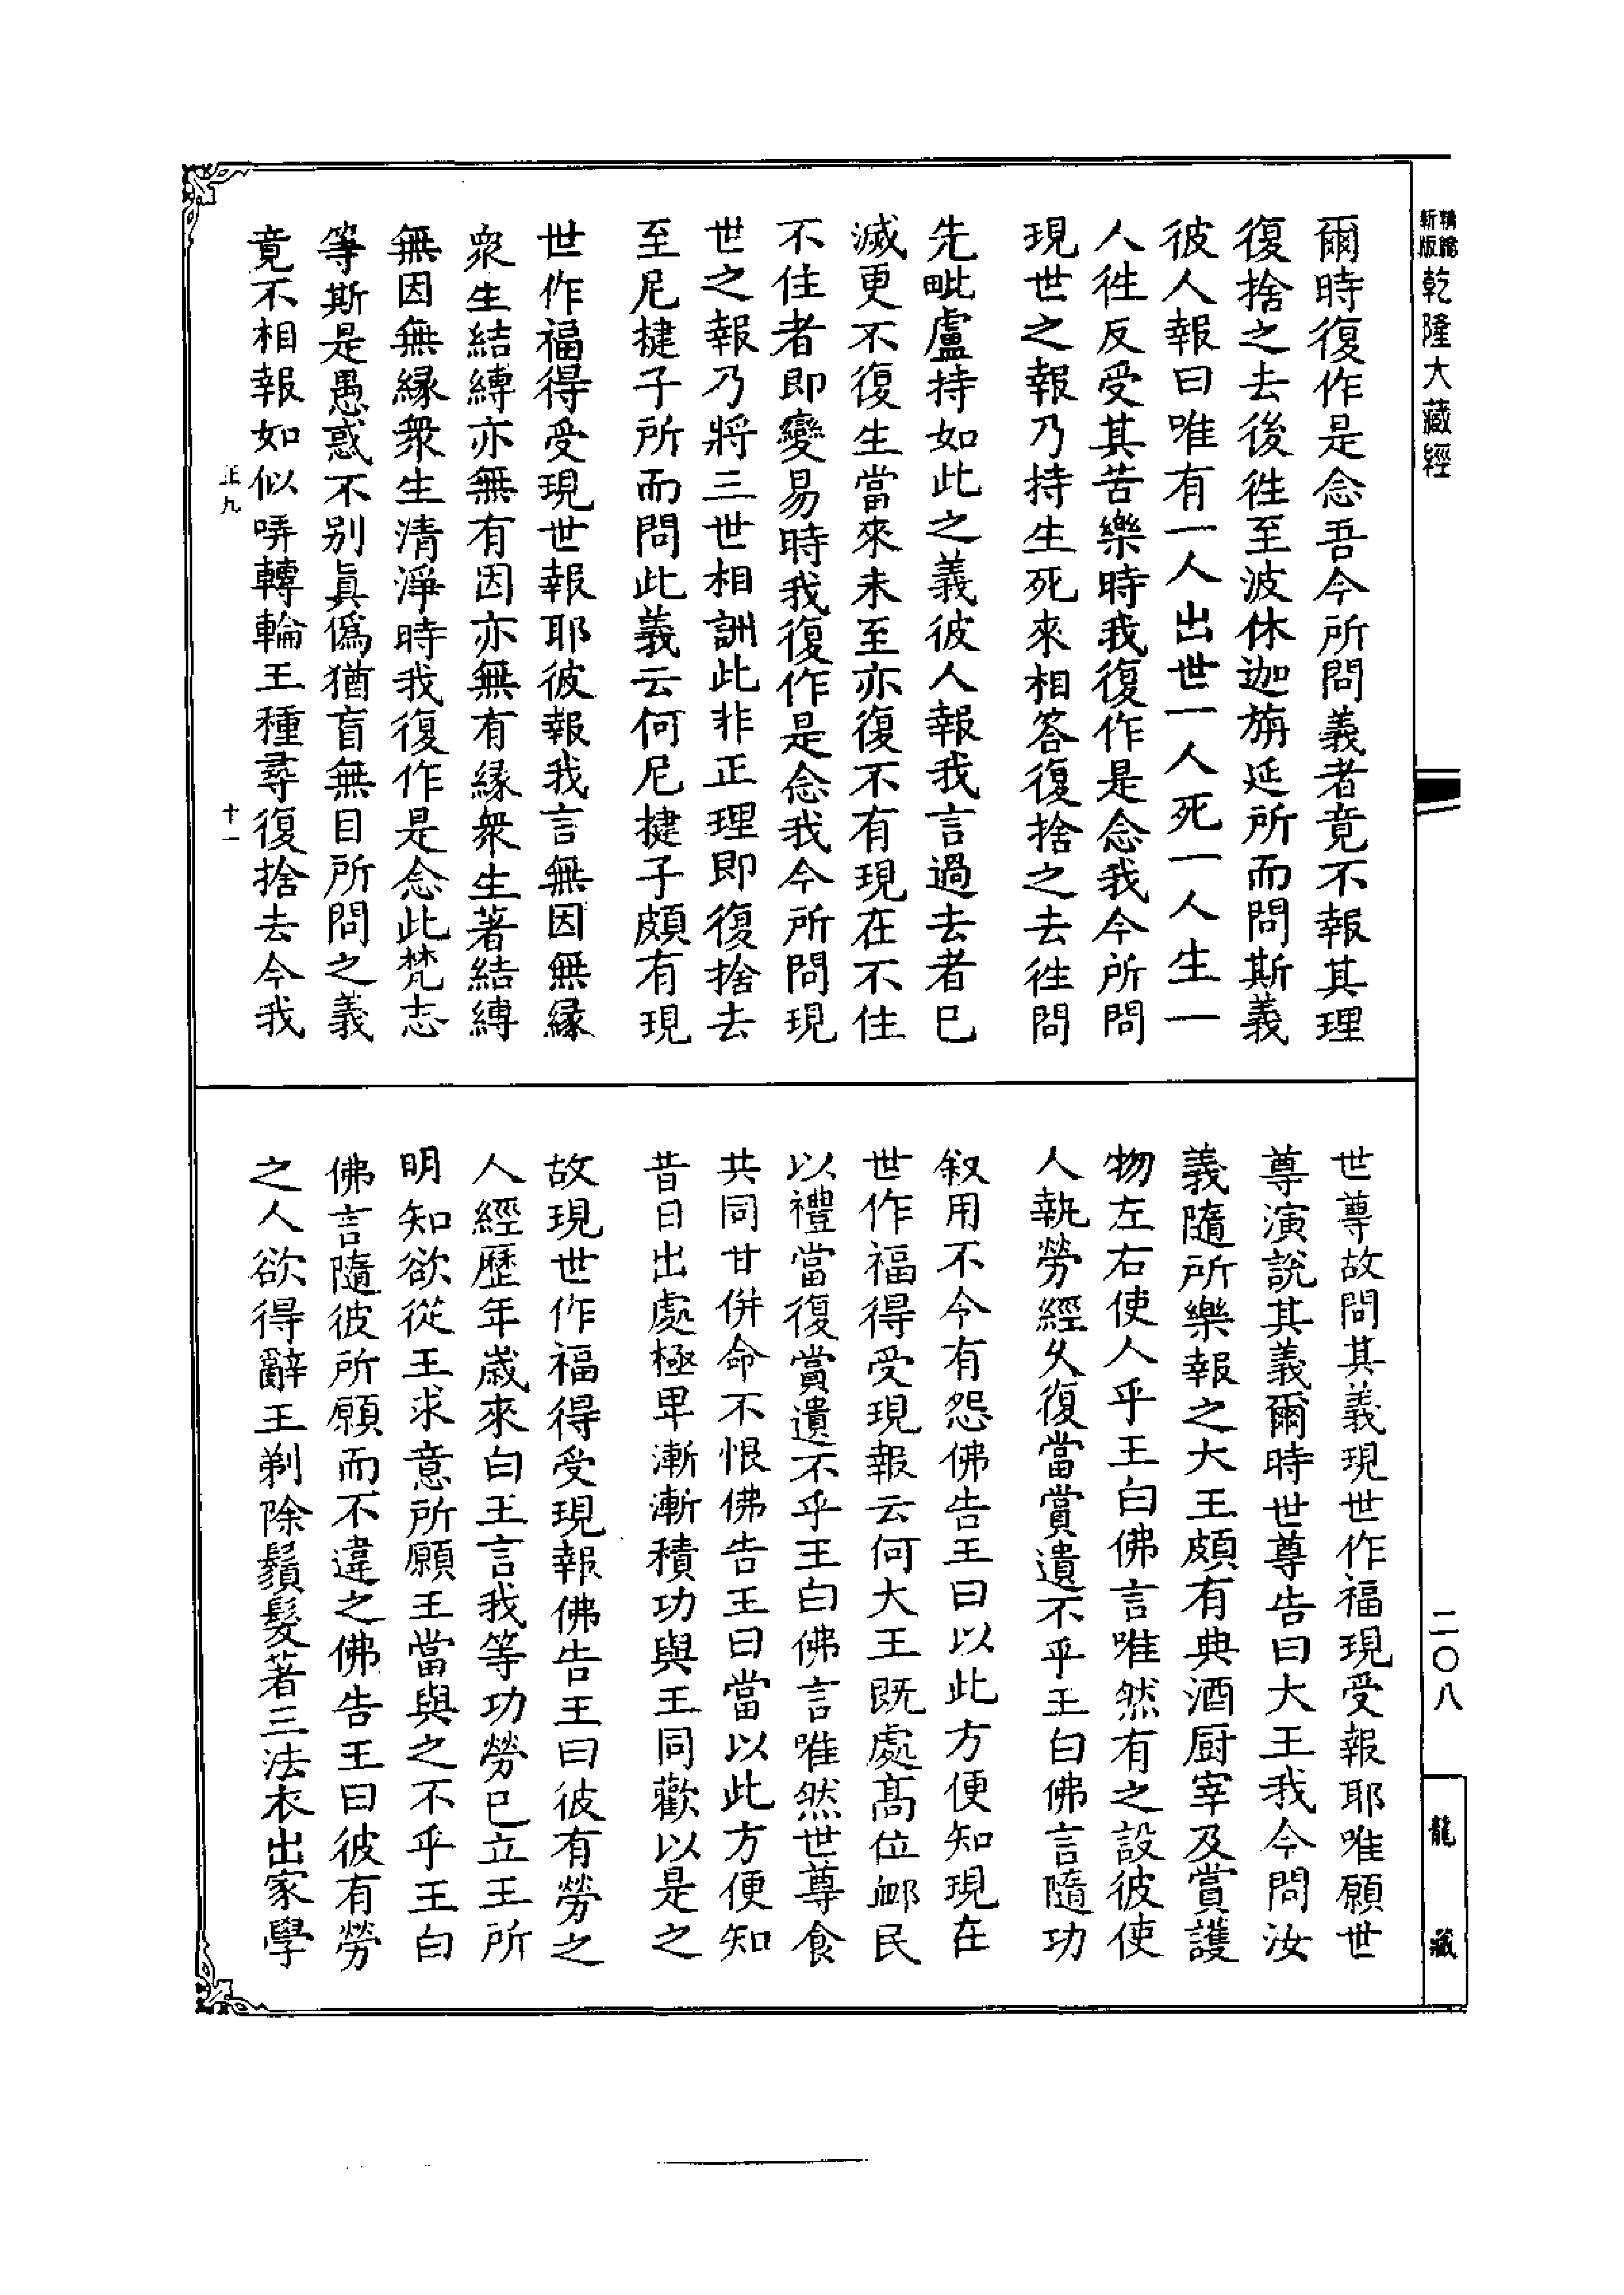 新版
乾隆大藏經
爾時復作是念吾今所問義者竟不報其理
復捨之去後徃至波休迦旃延所而問斯義
彼人報曰唯有一人出世一人死一人生一
人徃反受其苦樂時我復作是念我今所問
現世之報乃持生死來相答復捨之去徃問
先毗盧持如此之義彼人報我言過去者巳
滅更不復生當來未至亦復不有現在不住
不住者即變易時我復作是念我今所問現
世之報乃將三世相詶此非正理即復捨去
至尼揵子所而問此義云何尼揵子頗有現
世作福得受現世報耶彼報我言無因無縁
衆生結縛亦無有因亦無有縁衆生著結縛
無因無縁衆生清淨時我復作是念此梵志
等斯是愚惑不别眞僞猶盲無目所問之義
竟不相報如似哢轉輪王種尋復捨去今我
正九
十一
世尊故問其義現世作福現受報耶唯願世
尊演説其義爾時世尊告曰大王我今問汝
義隨所樂報之大王頗有典酒厨宰及賞護
物左右使人乎王白佛言唯然有之設彼使
人執勞經久復當賞遺不乎王白佛言隨功
叙用不今有怨佛告王曰以此方便知現在
世作福得受現報云何大王既處髙位䘏民
以禮當復賞遺不乎王白佛言唯然世尊食
共同甘併命不恨佛告王曰當以此方便知
昔日出處極卑漸漸積功與王同歡以是之
故現世作福得受現報佛告王曰彼有勞之
人經歷年嵗來白王言我等功勞巳立王所
明知欲從王求意所願王當與之不乎王白
佛言隨彼所願而不違之佛告王曰彼有勞
之人欲得辭王剃除鬚髮著三法衣出家學
二〇八
龍藏